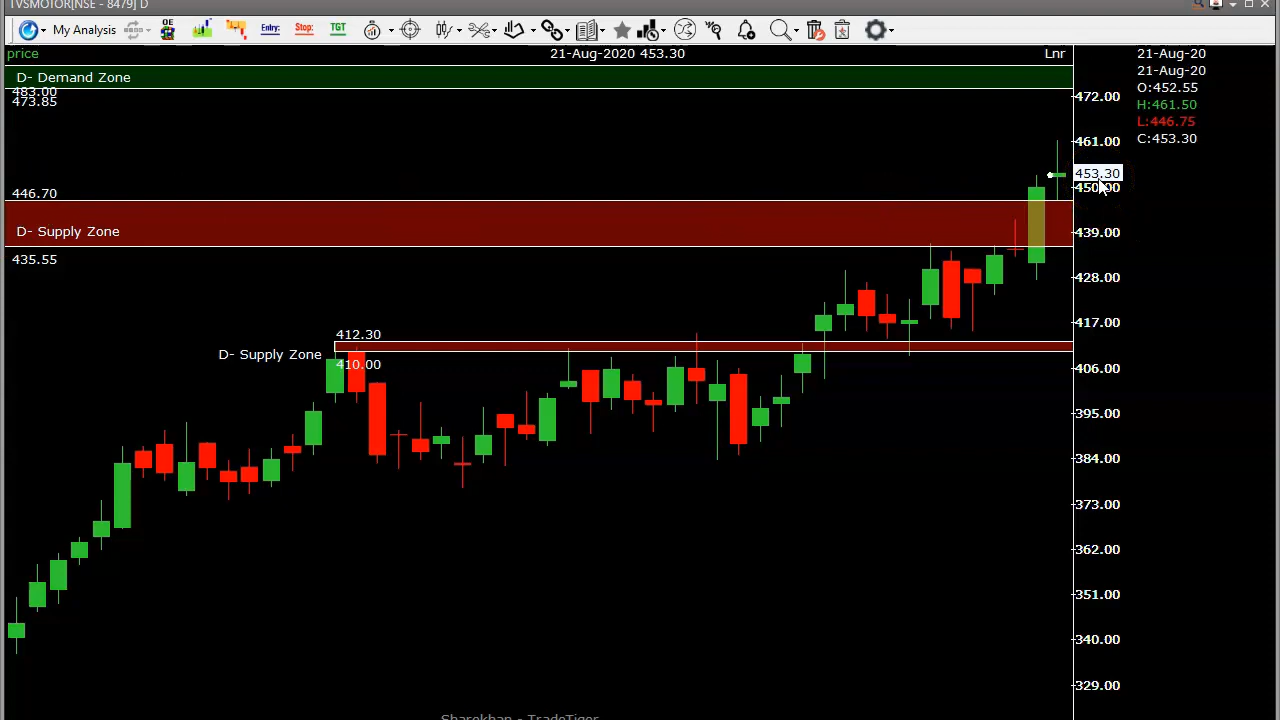 TVSMOTOR[NSE - 8479] D
OE
My Analysis
Entry:
Stop:
TGT
price
21-Aug-2020 453.30
Lnr
21-Aug-20
21-Aug-20
O:452.55
H:461.50
L:446.75
C:453.30
D- Demand Zone
483.00
473.85
446.70
D- Supply Zone
435.55
412.30
D- Supply Zone
410.00
472.00
461.00
453.30
450.00
439.00
428.00
417.00
406.00
395.00
384.00
373.00
362.00
351.00
340.00
329.00
Sharekhan - TradeTiger